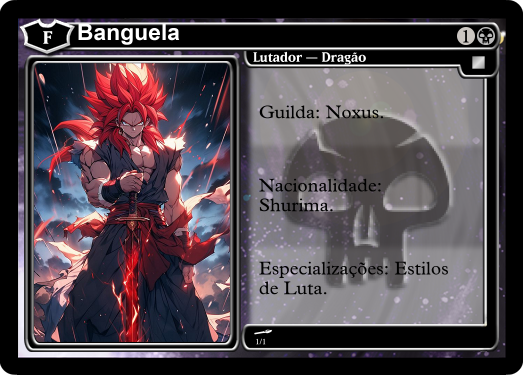 F
Banguela
1
Lutador — Dragão
Guilda: Noxus.
Nacionalidade:
Shurima.
Especializações: Estilos
de Luta.
1/1